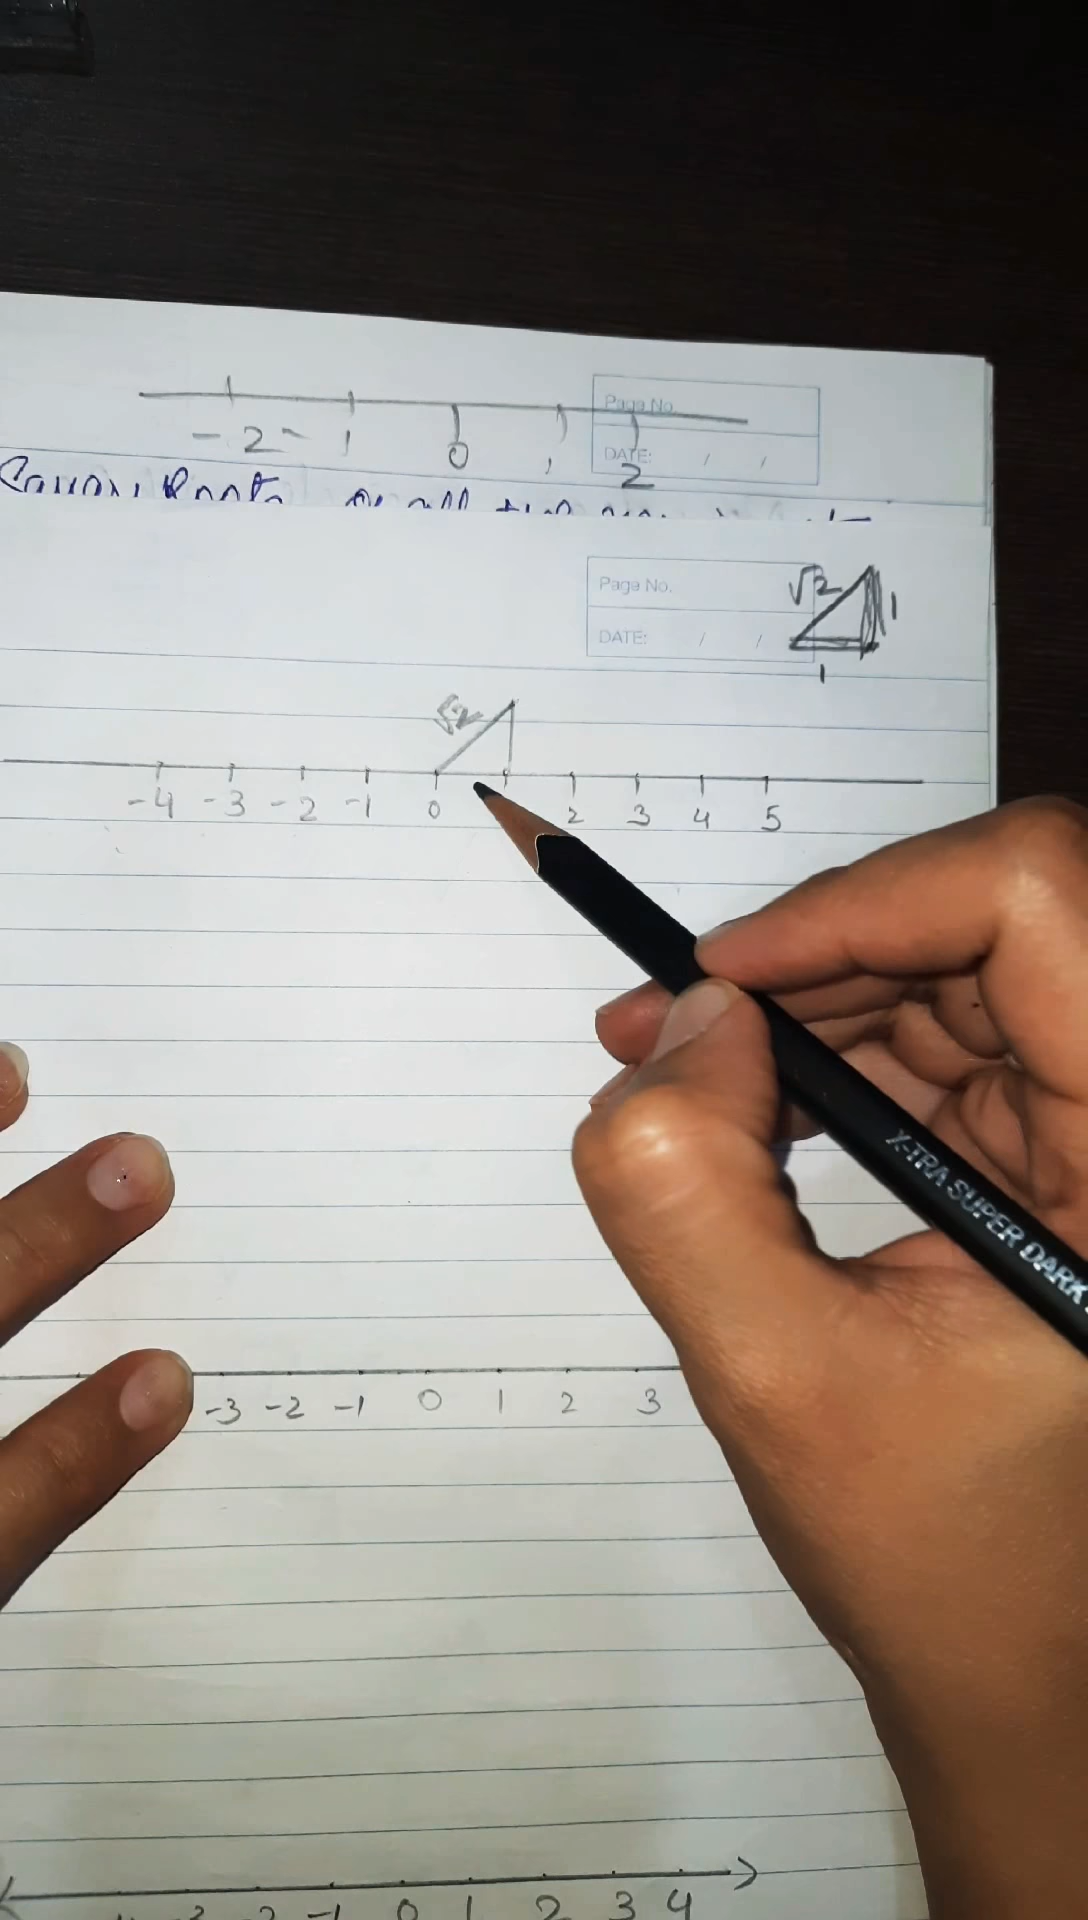 Page No.
DATE: / /
-2 -1 0 1 2
Page No.
DATE: / /
√2 1
1
√2
-4 -3 -2 -1 0 2 3 4 5
X-TRA SUPER DARK
-3 -2 -1 0 1 2 3
-2 -1 0 1 2 3 4